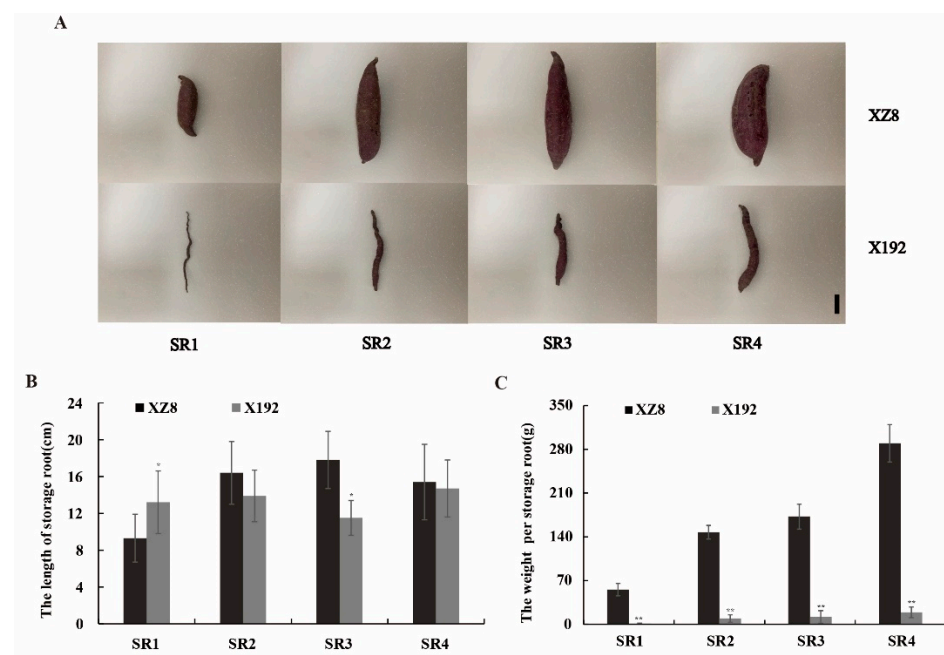 A
XZ8
X192
SR1 SR2 SR3 SR4
B
XZ8 X192
The length of storage root(cm)
24
20
16
12
8
4
0
* *
SR1 SR2 SR3 SR4
C
XZ8 X192
The weight per storage root(g)
350
280
210
140
70
0
** ** ** **
SR1 SR2 SR3 SR4